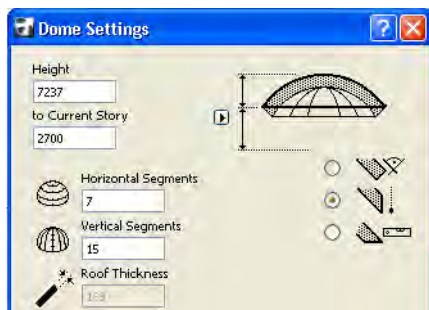 Dome Settings
Height
7237
to Current Story
2700
Horizontal Segments
7
Vertical Segments
15
Roof Thickness